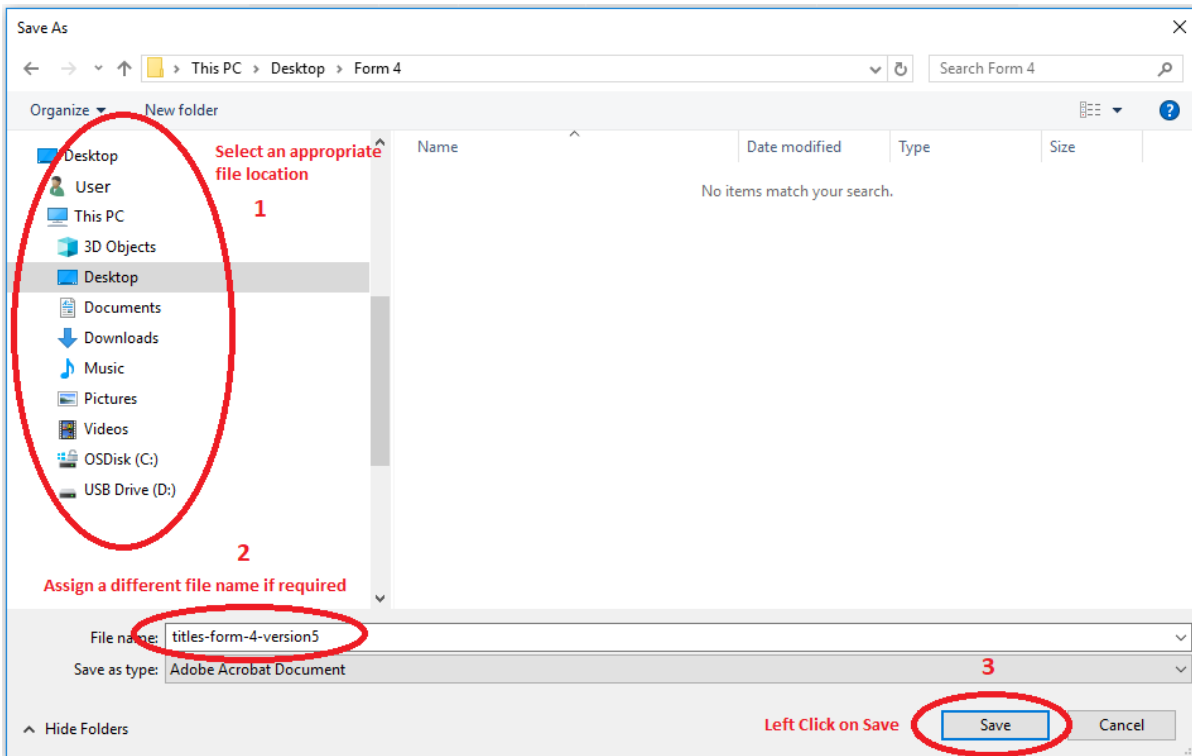 Save As
This PC > Desktop > Form 4
Search Form 4
Organize
New folder
Name
Date modified
Type
Size
No items match your search.
Desktop
User
This PC
3D Objects
Desktop
Documents
Downloads
Music
Pictures
Videos
OSDisk (C:)
USB Drive (D:)
Select an appropriate
file location
1
2
Assign a different file name if required
File name: titles-form-4-version5
Save as type: Adobe Acrobat Document
3
Hide Folders
Left Click on Save
Save
Cancel